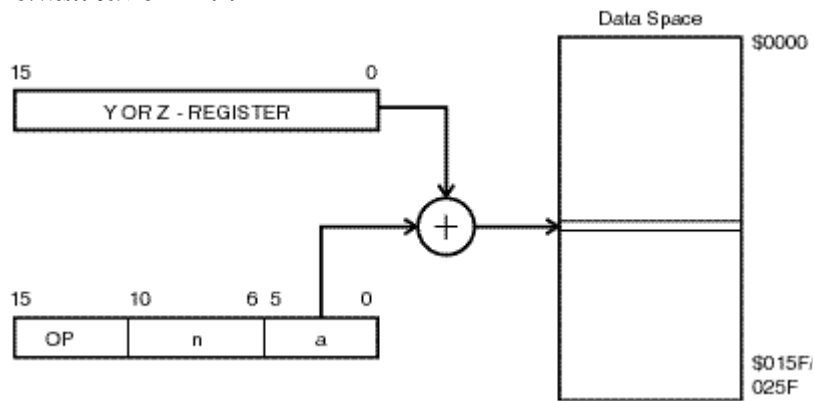 Data Space
$0000
15 0
Y OR Z - REGISTER
+
15 10 6 5 0
OP n a
$015F/
025F